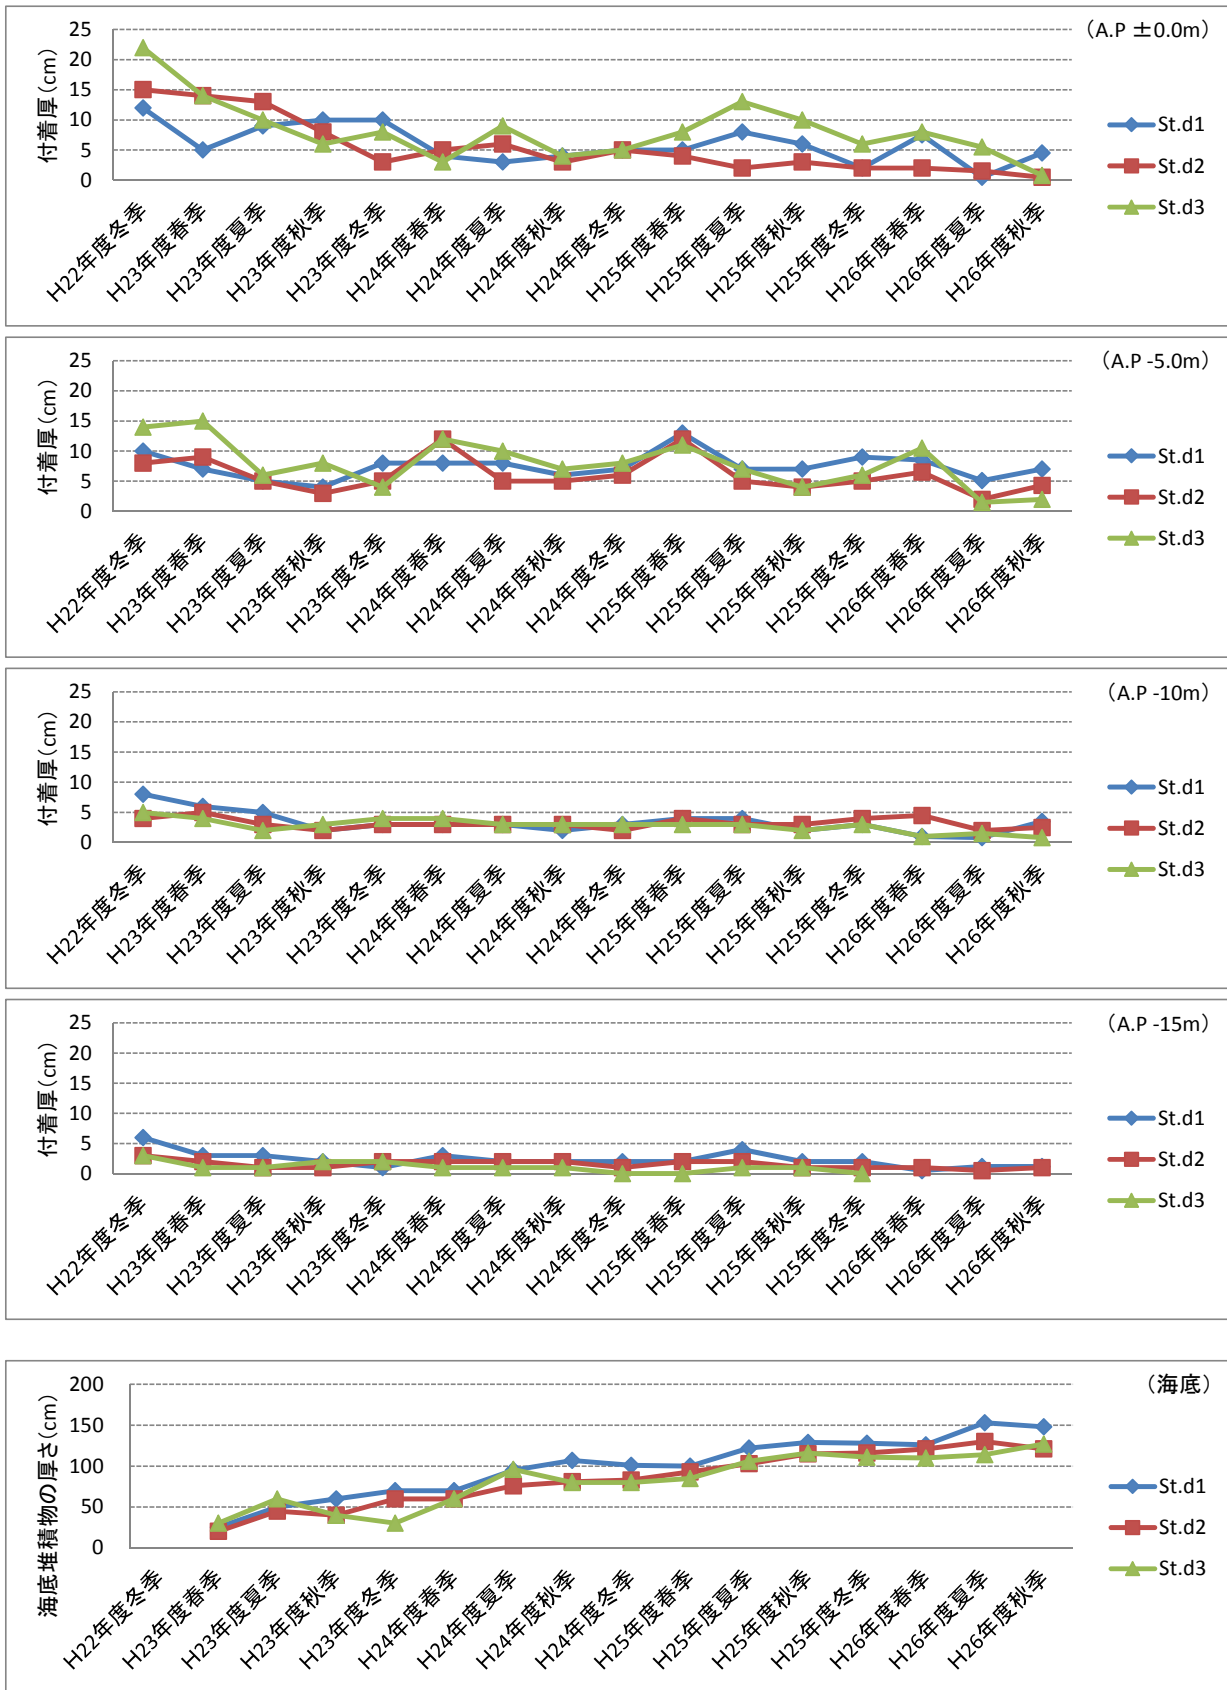 (A.P ±0.0m)
付着厚(cm)
25
20
15
10
5
0
H22年度冬季
H23年度春季
H23年度夏季
H23年度秋季
H23年度冬季
H24年度春季
H24年度夏季
H24年度秋季
H24年度冬季
H25年度春季
H25年度夏季
H25年度秋季
H25年度冬季
H26年度春季
H26年度夏季
H26年度秋季
St.d1
St.d2
St.d3
(A.P -5.0m)
付着厚(cm)
25
20
15
10
5
0
H22年度冬季
H23年度春季
H23年度夏季
H23年度秋季
H23年度冬季
H24年度春季
H24年度夏季
H24年度秋季
H24年度冬季
H25年度春季
H25年度夏季
H25年度秋季
H25年度冬季
H26年度春季
H26年度夏季
H26年度秋季
St.d1
St.d2
St.d3
(A.P -10m)
付着厚(cm)
25
20
15
10
5
0
H22年度冬季
H23年度春季
H23年度夏季
H23年度秋季
H23年度冬季
H24年度春季
H24年度夏季
H24年度秋季
H24年度冬季
H25年度春季
H25年度夏季
H25年度秋季
H25年度冬季
H26年度春季
H26年度夏季
H26年度秋季
St.d1
St.d2
St.d3
(A.P -15m)
付着厚(cm)
25
20
15
10
5
0
H22年度冬季
H23年度春季
H23年度夏季
H23年度秋季
H23年度冬季
H24年度春季
H24年度夏季
H24年度秋季
H24年度冬季
H25年度春季
H25年度夏季
H25年度秋季
H25年度冬季
H26年度春季
H26年度夏季
H26年度秋季
St.d1
St.d2
St.d3
(海底)
海底堆積物の厚さ(cm)
200
150
100
50
0
H22年度冬季
H23年度春季
H23年度夏季
H23年度秋季
H23年度冬季
H24年度春季
H24年度夏季
H24年度秋季
H24年度冬季
H25年度春季
H25年度夏季
H25年度秋季
H25年度冬季
H26年度春季
H26年度夏季
H26年度秋季
St.d1
St.d2
St.d3